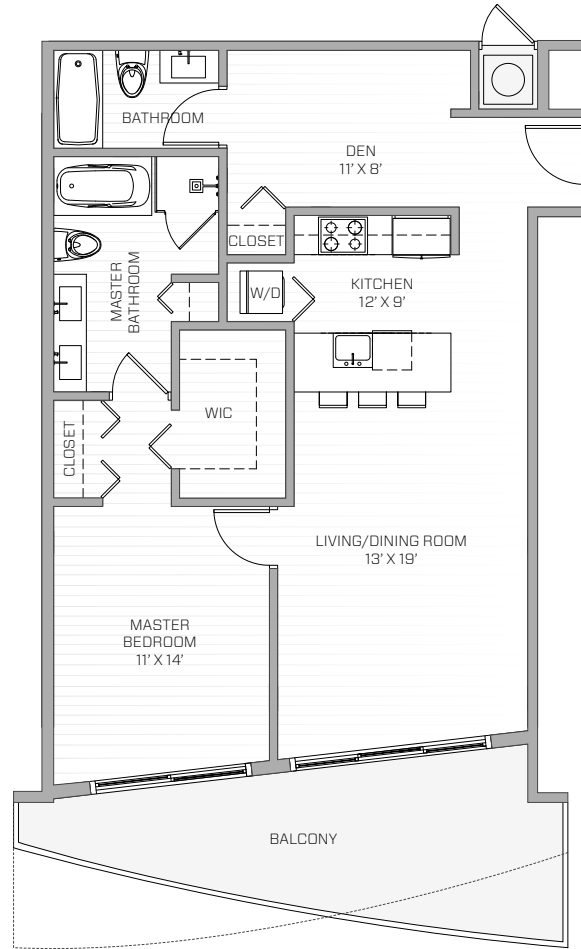 BATHROOM
DEN
11' X 8'
CLOSET
KITCHEN
12' X 9'
W/D
MASTER
BATHROOM
WIC
CLOSET
LIVING/DINING ROOM
13' X 19'
MASTER
BEDROOM
11' X 14'
BALCONY